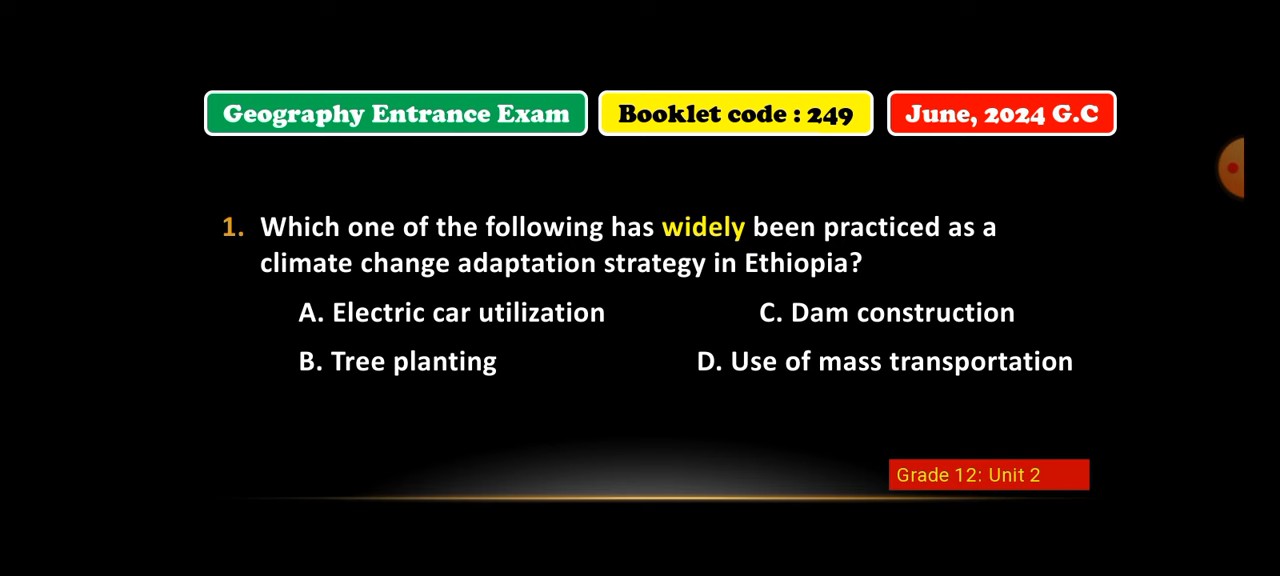 Geography Entrance Exam Booklet code : 249 June, 2024 G.C
1. Which one of the following has widely been practiced as a
climate change adaptation strategy in Ethiopia?
A. Electric car utilization C. Dam construction
B. Tree planting D. Use of mass transportation
Grade 12: Unit 2